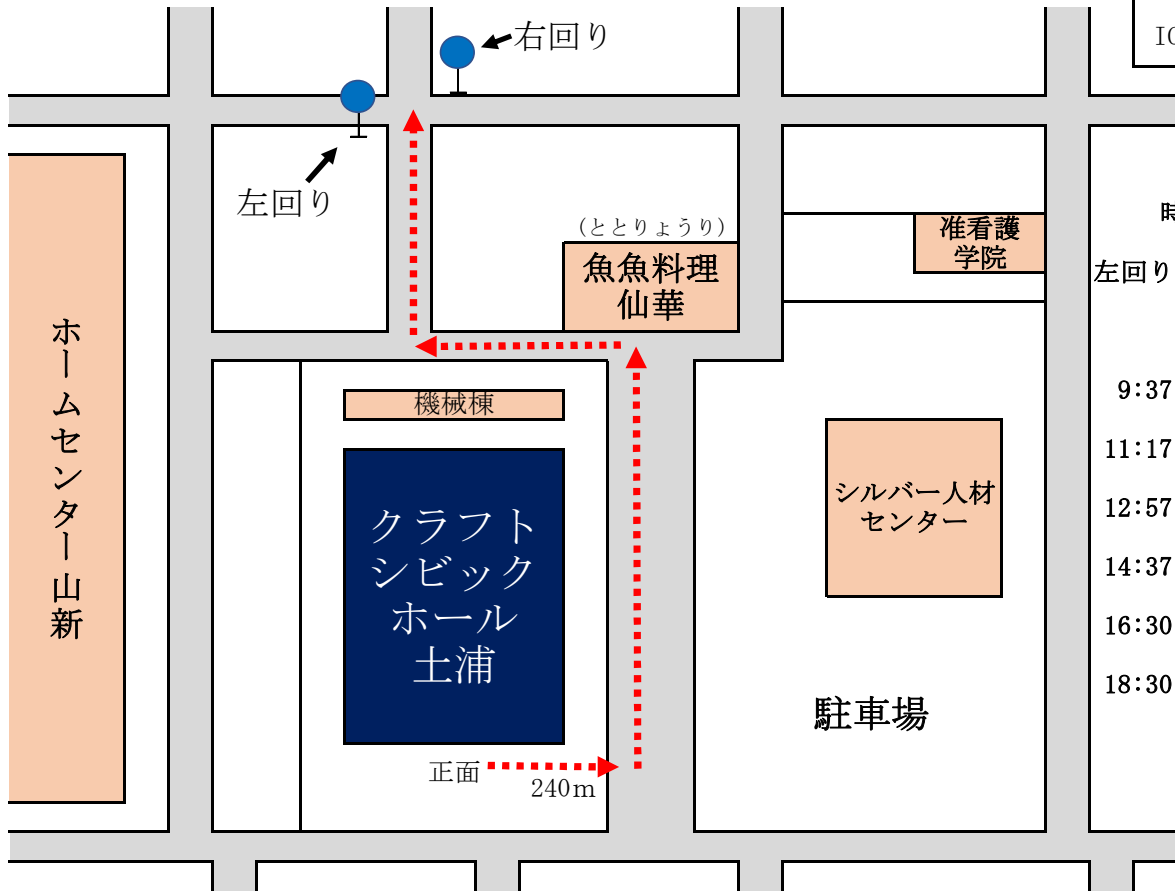 右回り
左回り
(ととりょうり)
魚魚料理
仙華
准看護
学院
左回り
ホームセンター山新
機械棟
クラフト
シビック
ホール
土浦
シルバー人材
センター
駐車場
正面
240m
9:37
11:17
12:57
14:37
16:30
18:30